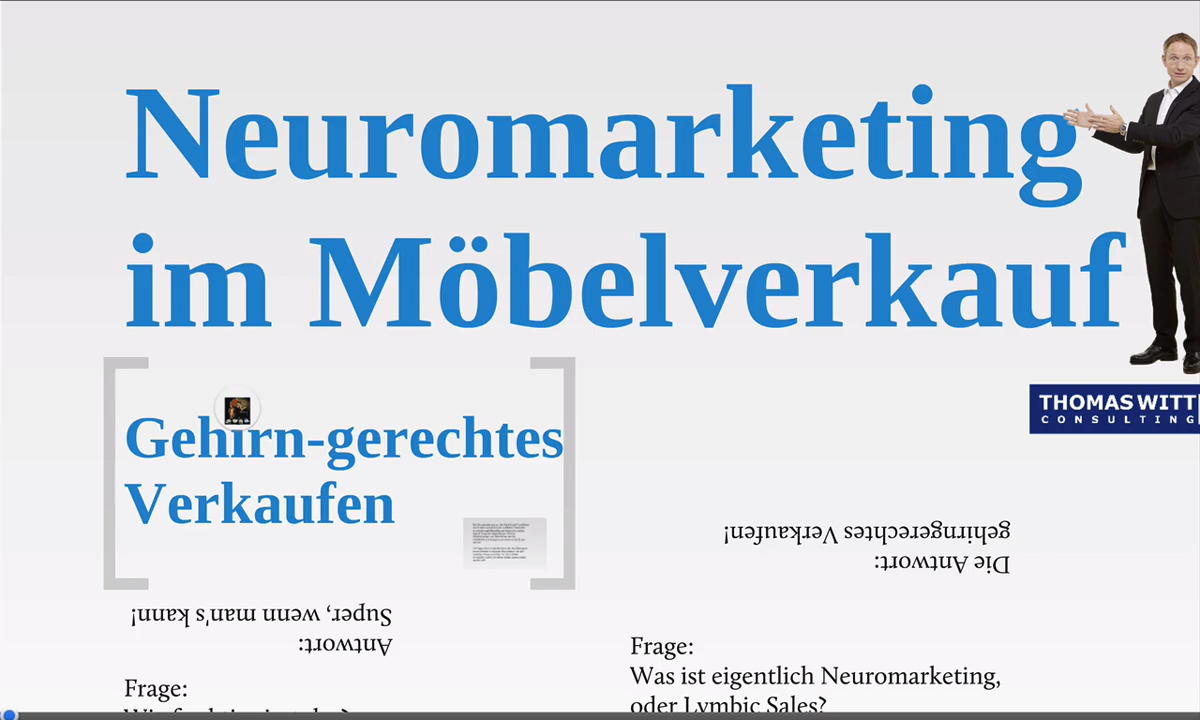 Neuromarketing
im Möbelverkauf
THOMAS WITT
CONSULTING
Gehirn-gerechtes
Verkaufen
Die Antwort:
gehirngerechtes Verkaufen!
Antwort:
Super, wenn man's kann!
Frage:
Was ist eigentlich Neuromarketing,
oder Lymbic Sales?
Frage: